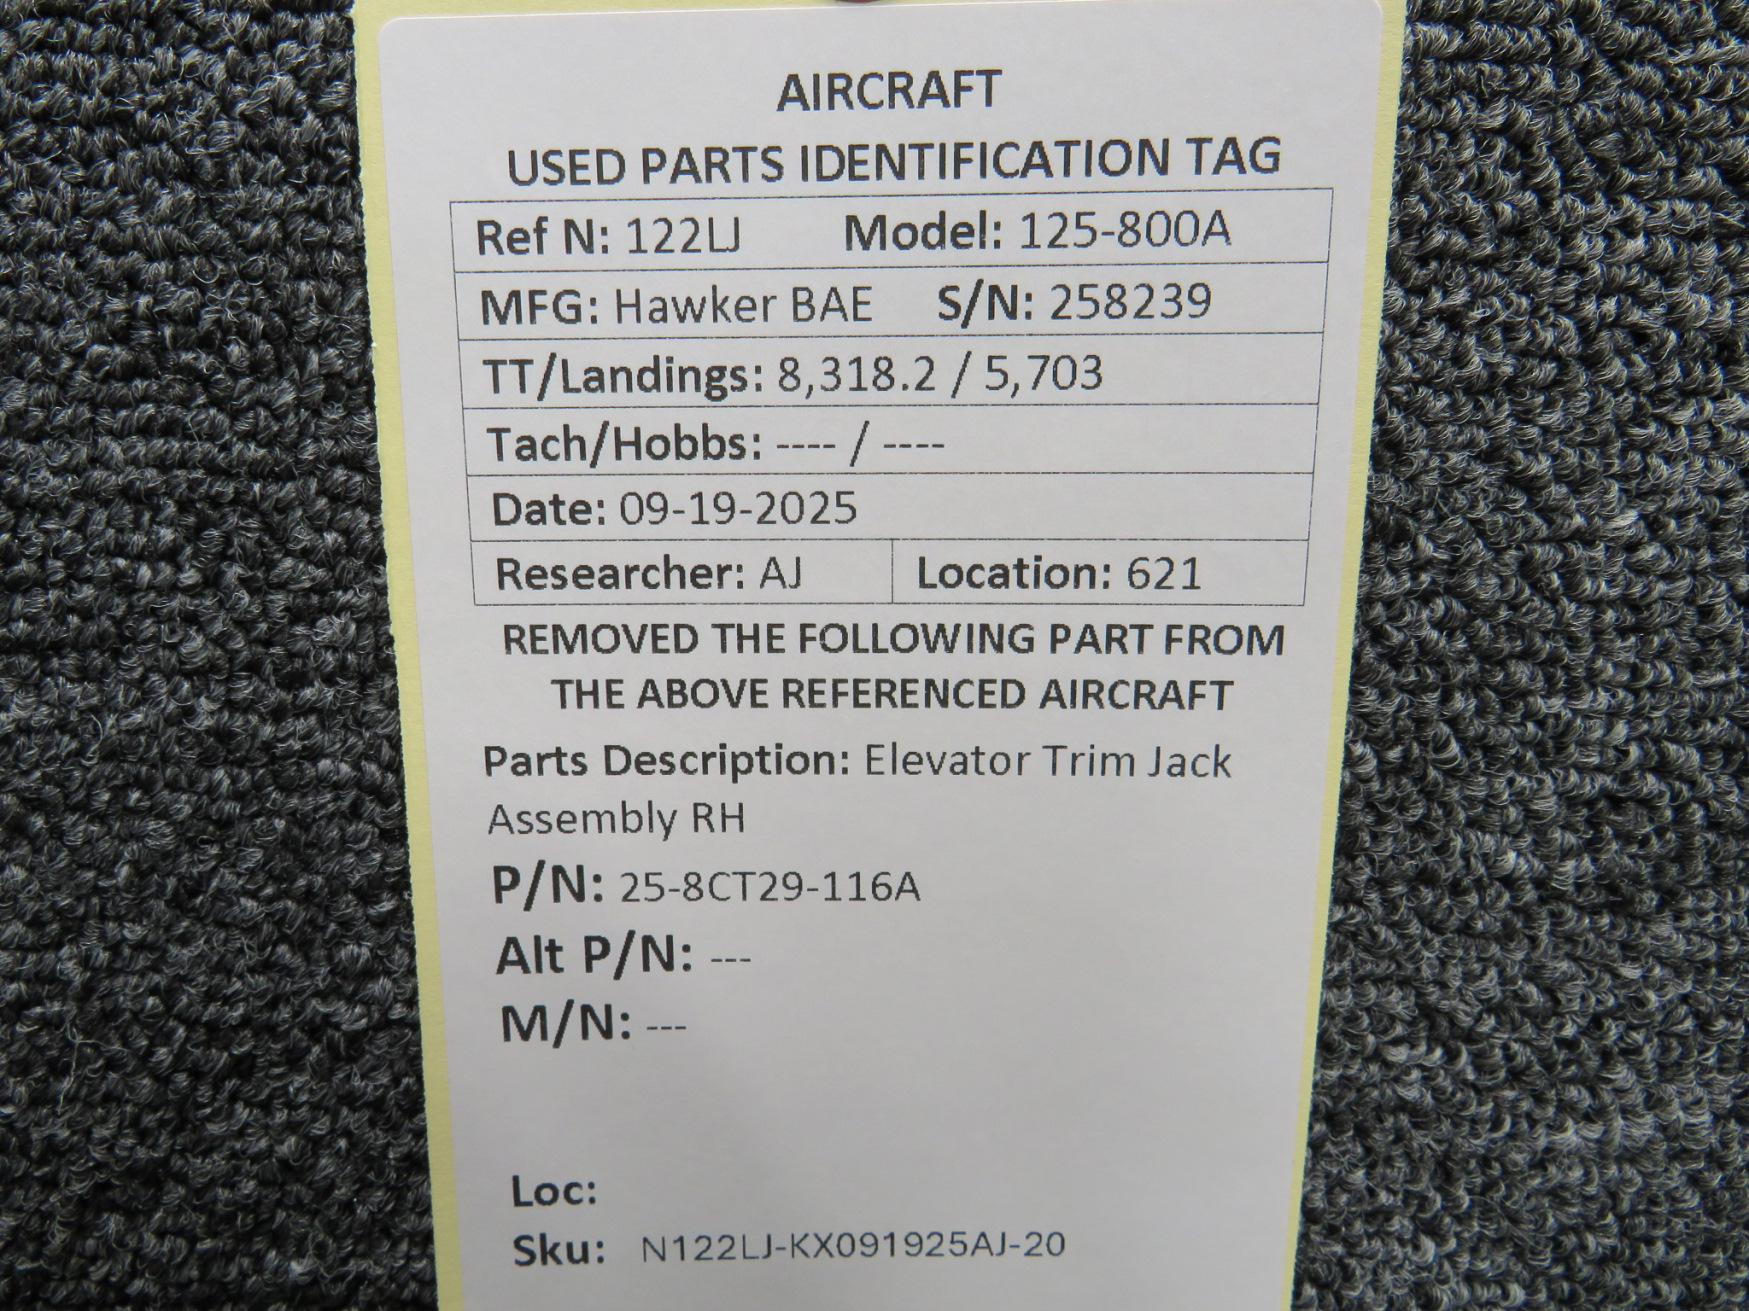 AIRCRAFT
USED PARTS IDENTIFICATION TAG
Ref N: 122LJ Model: 125-800A
MFG: Hawker BAE S/N: 258239
TT/Landings: 8,318.2 / 5,703
Tach/Hobbs: ---- / ----
Date: 09-19-2025
Researcher: AJ Location: 621
REMOVED THE FOLLOWING PART FROM
THE ABOVE REFERENCED AIRCRAFT
Parts Description: Elevator Trim Jack
Assembly RH
P/N: 25-8CT29-116A
Alt P/N: ---
M/N: ---
Loc:
Sku: N122LJ-KX091925AJ-20